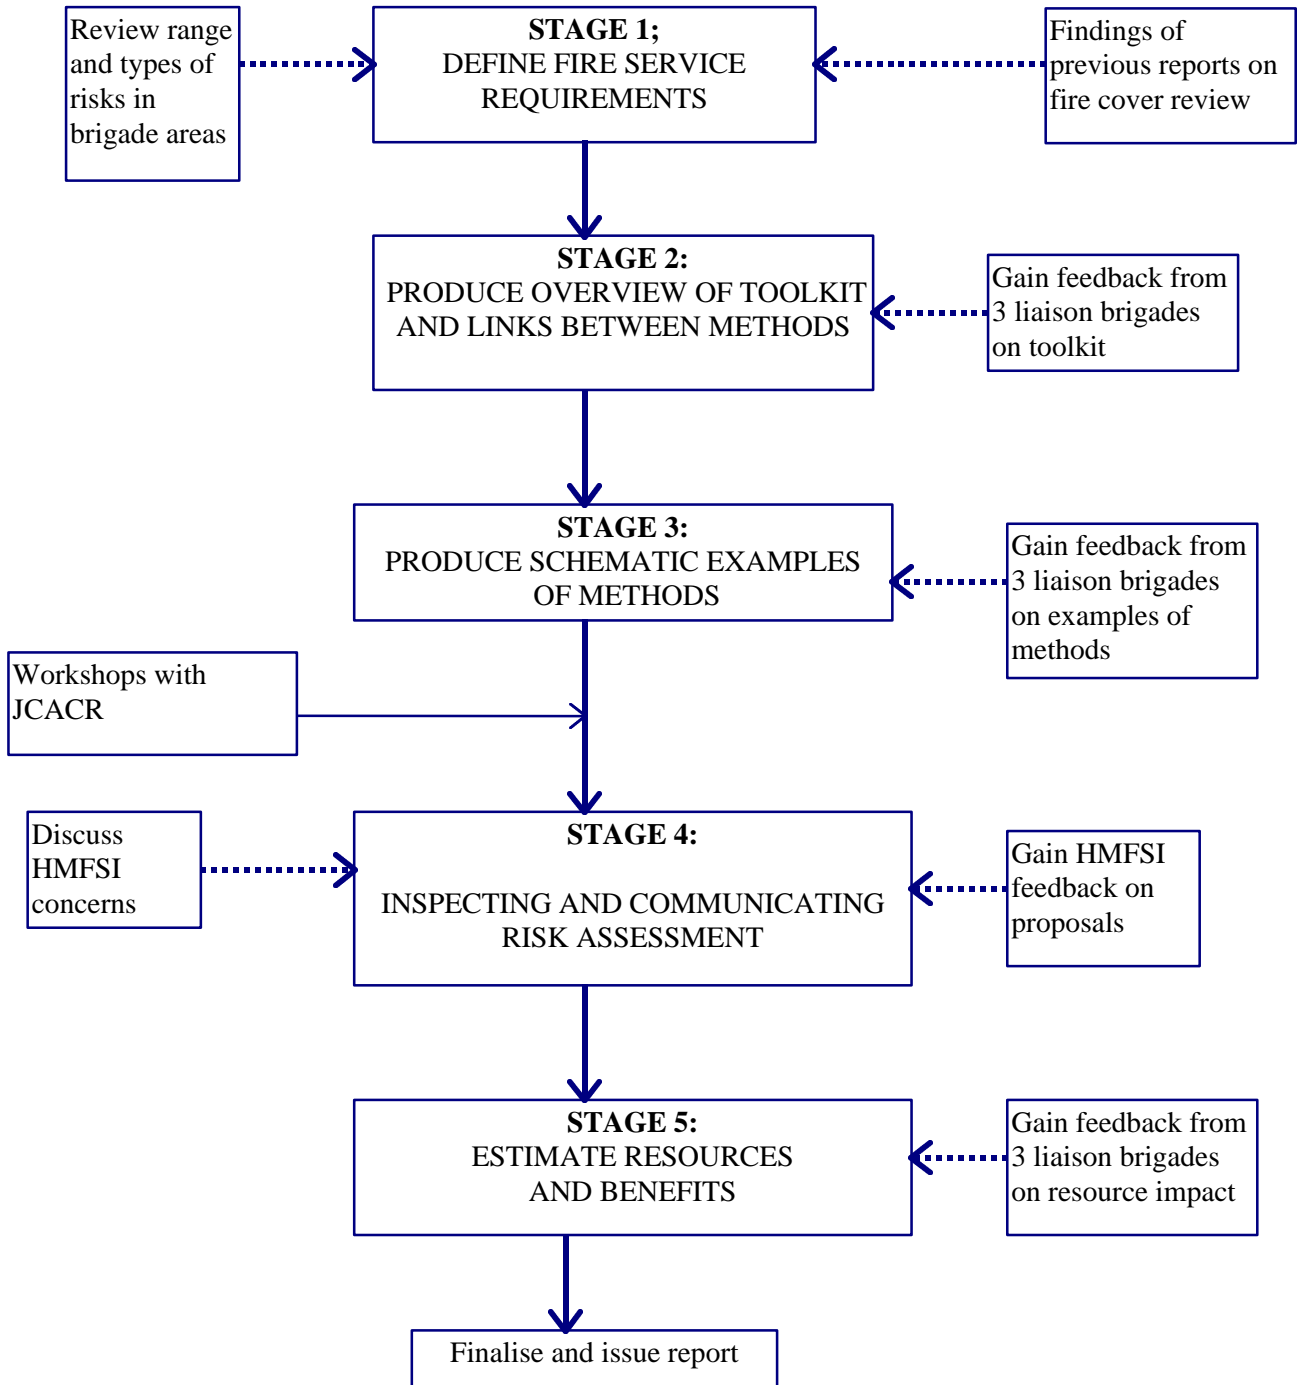 Review range
and types of
risks in
brigade areas
STAGE 1;
DEFINE FIRE SERVICE
REQUIREMENTS
Findings of
previous reports on
fire cover review
STAGE 2:
PRODUCE OVERVIEW OF TOOLKIT
AND LINKS BETWEEN METHODS
Gain feedback from
3 liaison brigades
on toolkit
STAGE 3:
PRODUCE SCHEMATIC EXAMPLES
OF METHODS
Gain feedback from
3 liaison brigades
on examples of
methods
Workshops with
JCACR
Discuss
HMFSI
concerns
STAGE 4:
INSPECTING AND COMMUNICATING
RISK ASSESSMENT
Gain HMFSI
feedback on
proposals
STAGE 5:
ESTIMATE RESOURCES
AND BENEFITS
Gain feedback from
3 liaison brigades
on resource impact
Finalise and issue report